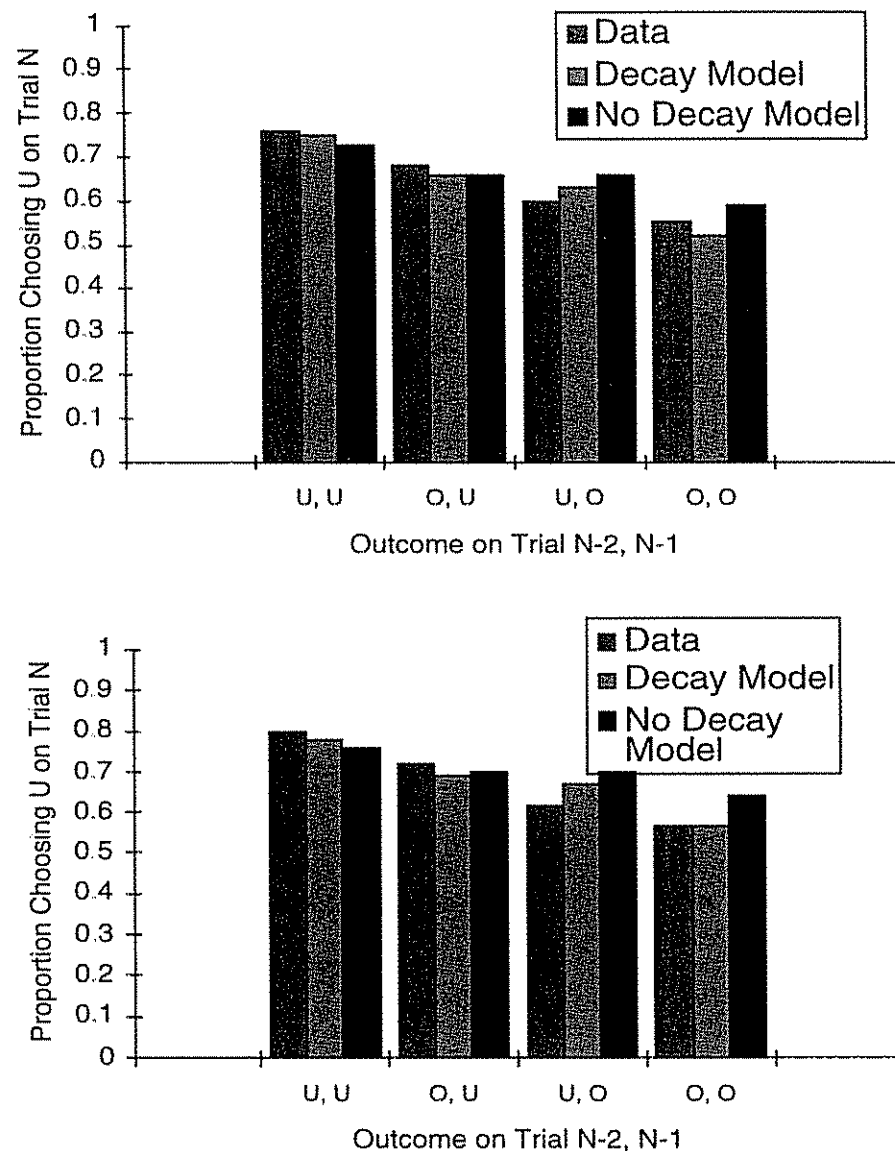 Proportion Choosing U on Trial N
1
0.9
0.8
0.7
0.6
0.5
0.4
0.3
0.2
0.1
0
Data
Decay Model
No Decay Model
U, U
O, U
U, O
O, O
Outcome on Trial N-2, N-1
Proportion Choosing U on Trial N
1
0.9
0.8
0.7
0.6
0.5
0.4
0.3
0.2
0.1
0
Data
Decay Model
No Decay
Model
U, U
O, U
U, O
O, O
Outcome on Trial N-2, N-1